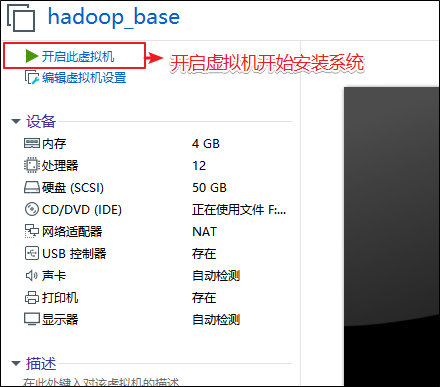 hadoop_base
开启此虚拟机
开启虚拟机开始安装系统
编辑虚拟机设置
设备
内存 4 GB
处理器 12
硬盘 (SCSI) 50 GB
CD/DVD (IDE) 正在使用文件 F:...
网络适配器 NAT
USB 控制器 存在
声卡 自动检测
打印机 存在
显示器 自动检测
描述
在此处键入对该虚拟机的描述